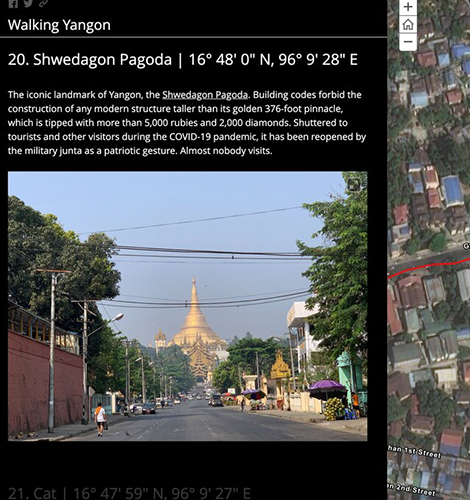 Walking Yangon
20. Shwedagon Pagoda | 16° 48' 0" N, 96° 9' 28" E
The iconic landmark of Yangon, the Shwedagon Pagoda. Building codes forbid the
construction of any modern structure taller than its golden 376-foot pinnacle,
which is tipped with more than 5,000 rubies and 2,000 diamonds. Shuttered to
tourists and other visitors during the COVID-19 pandemic, it has been reopened by
the military junta as a patriotic gesture. Almost nobody visits.
21. Cat | 16° 47' 59" N, 96° 9' 27" E
+
−
G
han 1st Street
an 2nd Street